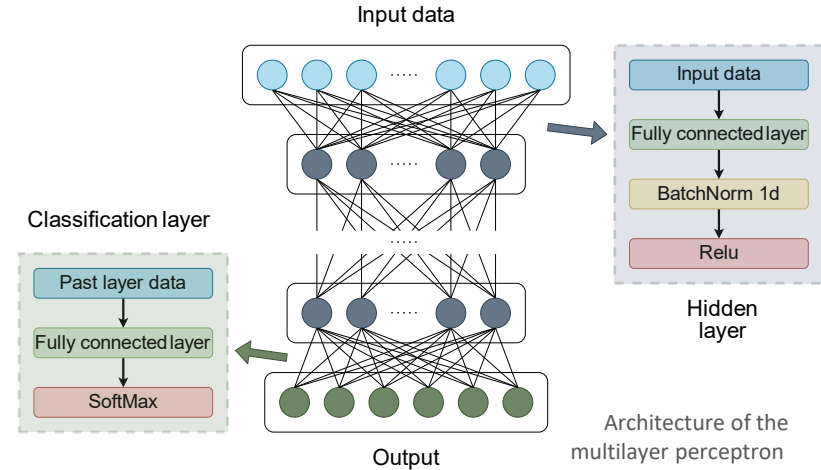 Input data
.....
Input data
Fully connected layer
BatchNorm 1d
Relu
Hidden
layer
.....
.....
Classification layer
Past layer data
Fully connected layer
SoftMax
.....
Output
Architecture of the
multilayer perceptron